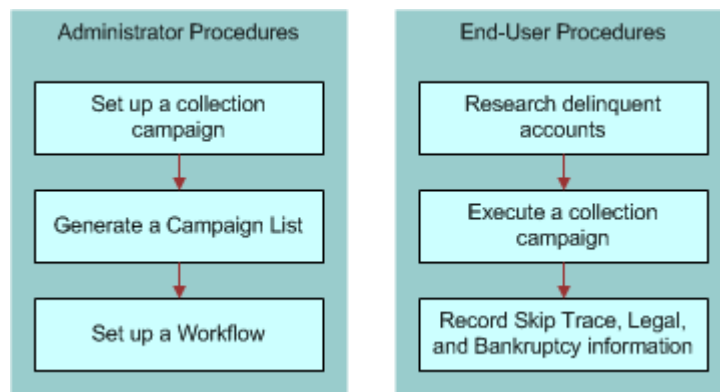 Administrator Procedures
Set up a collection
campaign
Generate a Campaign List
Set up a Workflow
End-User Procedures
Research delinquent
accounts
Execute a collection
campaign
Record Skip Trace, Legal,
and Bankruptcy information